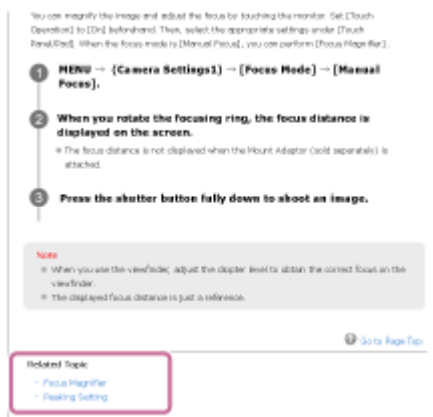 You can magnify the image and adjust the focus by touching the monitor. Set [Touch
Operation] to [On] beforehand. Then, select the appropriate settings under [Touch
Panel/Pad]. When the focus mode is [Manual Focus], you can perform [Focus Magnifier].
1 MENU → (Camera Settings1) → [Focus Mode] → [Manual
Focus].
2 When you rotate the focusing ring, the focus distance is
displayed on the screen.
The focus distance is not displayed when the Mount Adaptor (sold separately) is
attached.
3 Press the shutter button fully down to shoot an image.
Note
When you use the viewfinder, adjust the diopter level to obtain the correct focus on the
viewfinder.
The displayed focus distance is just a reference.
Go to Page Top
Related Topic
Focus Magnifier
Peaking Setting